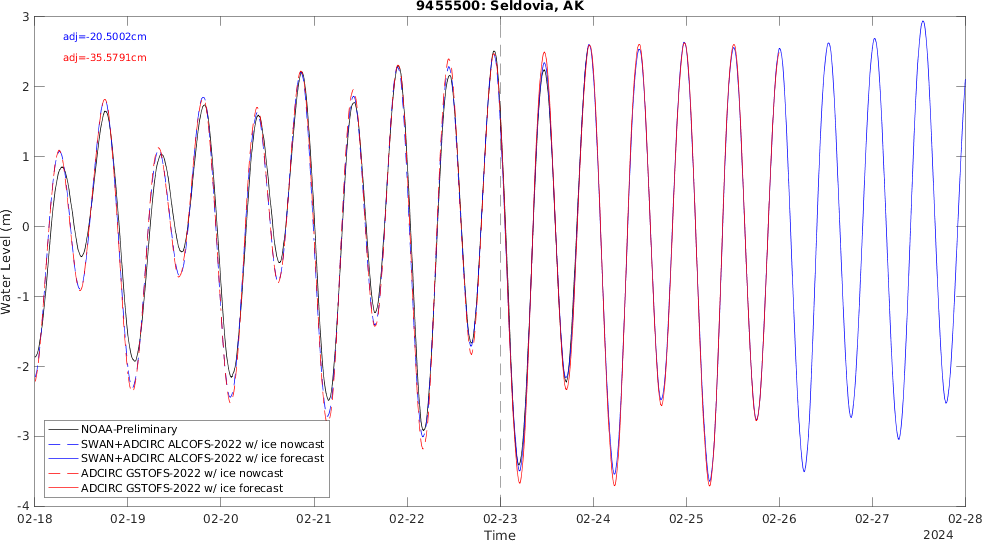 9455500: Seldovia, AK
adj=-20.5002cm
adj=-35.5791cm
Water Level (m)
3
2
1
0
-1
-2
-3
-4
NOAA-Preliminary
SWAN+ADCIRC ALCOFS-2022 w/ ice nowcast
SWAN+ADCIRC ALCOFS-2022 w/ ice forecast
ADCIRC GSTOFS-2022 w/ ice nowcast
ADCIRC GSTOFS-2022 w/ ice forecast
02-18 02-19 02-20 02-21 02-22 02-23 02-24 02-25 02-26 02-27 02-28
Time
2024